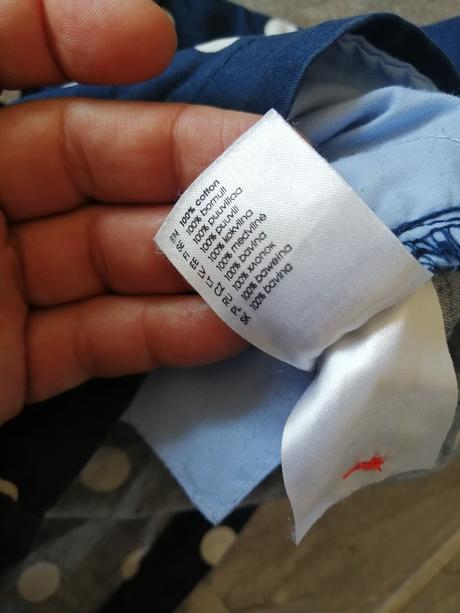 EN 100% cotton
SE 100% bomull
FI 100% puuvillaa
EE 100% puuvill
LV 100% kokvilna
LT 100% medvilnė
CZ 100% bavlna
RU 100% хлопок
PL 100% bawełna
SK 100% bavlna